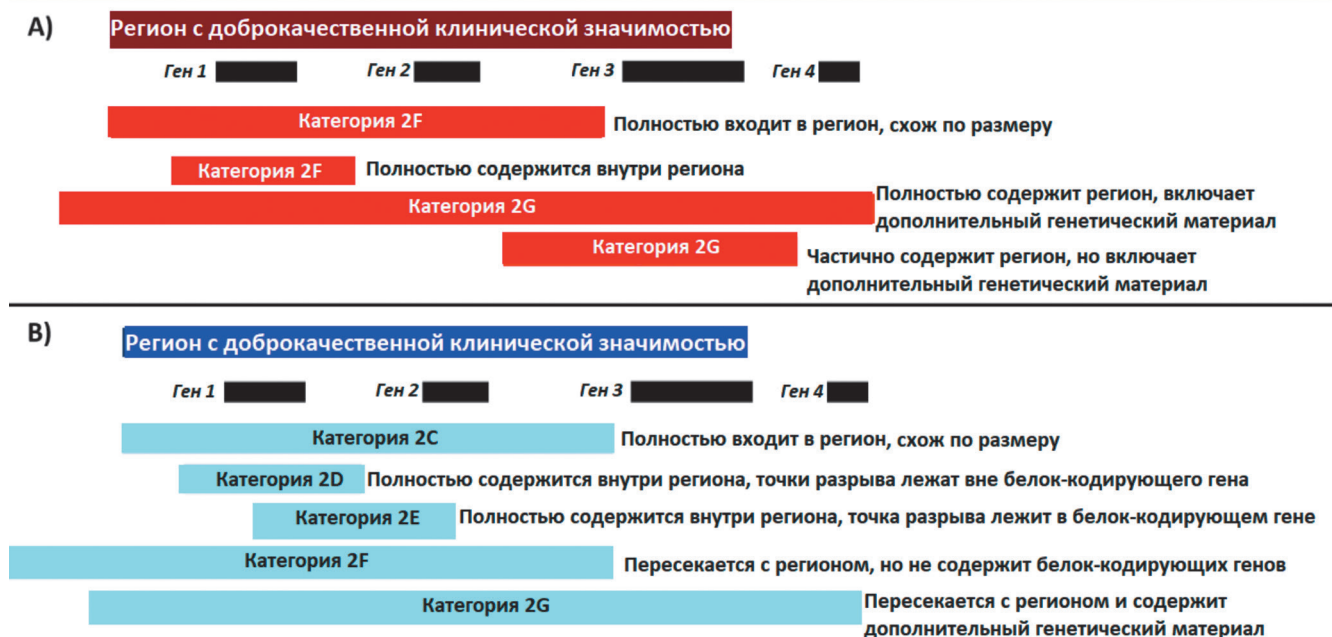 A)
Регион с доброкачественной клинической значимостью
Ген 1 Ген 2 Ген 3 Ген 4
Категория 2F Полностью входит в регион, схож по размеру
Категория 2F Полностью содержится внутри региона
Категория 2G Полностью содержит регион, включает
дополнительный генетический материал
Категория 2G Частично содержит регион, но включает
дополнительный генетический материал
B)
Регион с доброкачественной клинической значимостью
Ген 1 Ген 2 Ген 3 Ген 4
Категория 2C Полностью входит в регион, схож по размеру
Категория 2D Полностью содержится внутри региона, точки разрыва лежат вне белок-кодирующего гена
Категория 2E Полностью содержится внутри региона, точка разрыва лежит в белок-кодирующем гене
Категория 2F Пересекается с регионом, но не содержит белок-кодирующих генов
Категория 2G Пересекается с регионом и содержит
дополнительный генетический материал